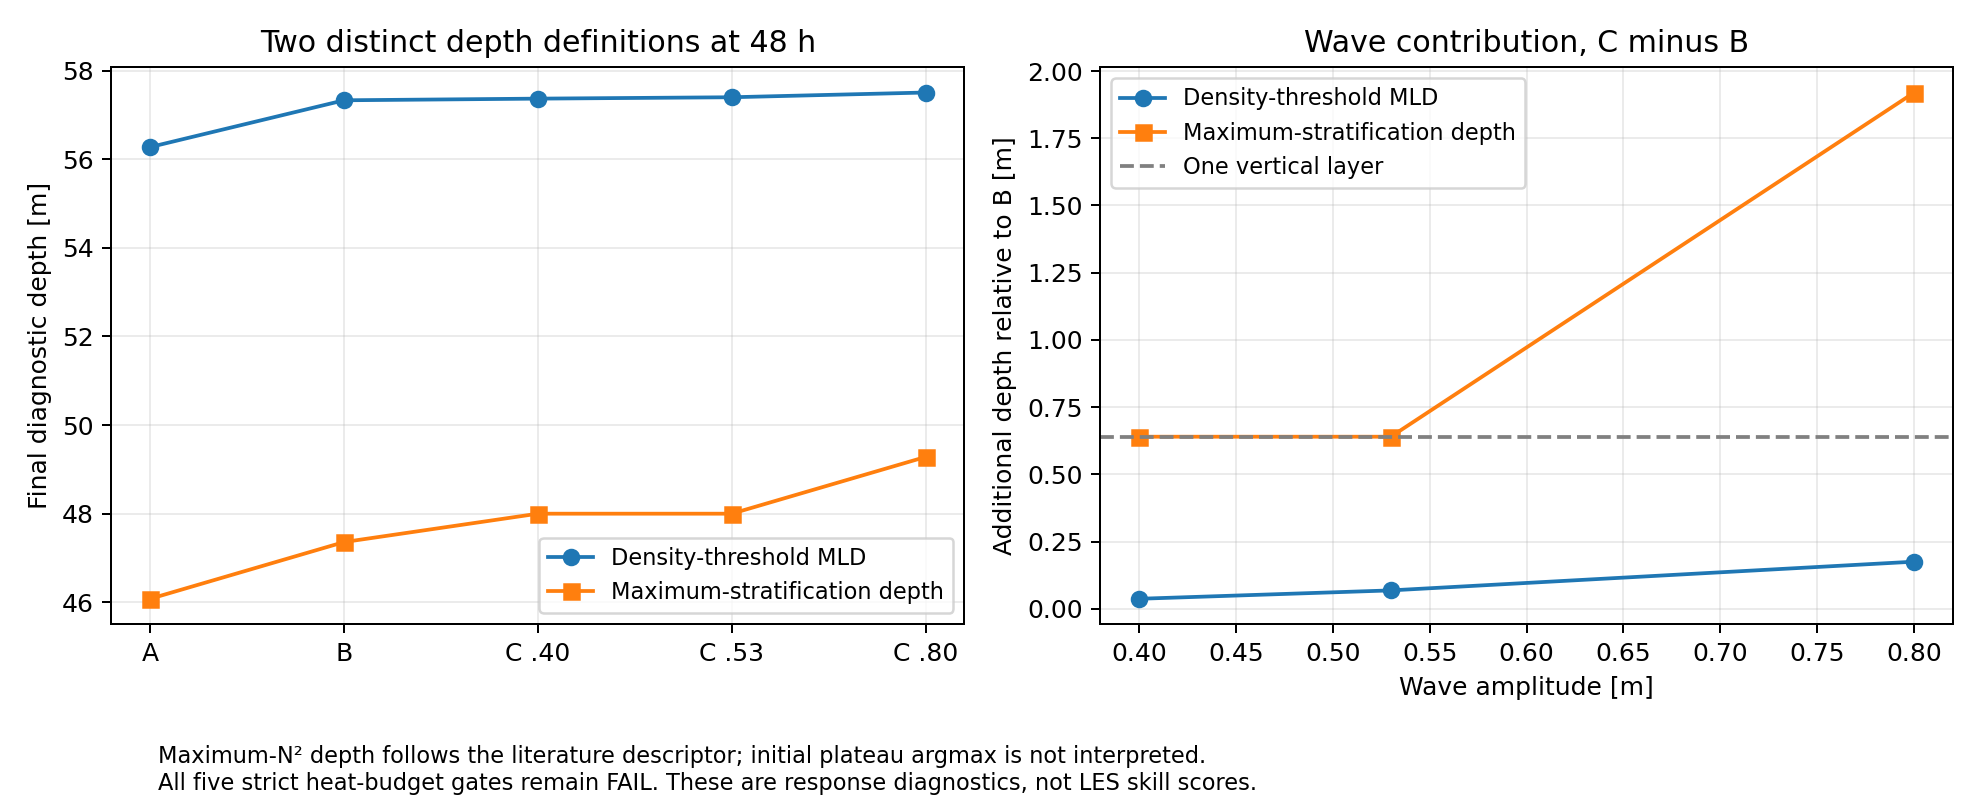 Two distinct depth definitions at 48 h
Final diagnostic depth [m]
58
56
54
52
50
48
46
A
B
C .40
C .53
C .80
Density-threshold MLD
Maximum-stratification depth
Wave contribution, C minus B
Additional depth relative to B [m]
2.00
1.75
1.50
1.25
1.00
0.75
0.50
0.25
0.00
Density-threshold MLD
Maximum-stratification depth
One vertical layer
0.40
0.45
0.50
0.55
0.60
0.65
0.70
0.75
0.80
Wave amplitude [m]
Maximum-N² depth follows the literature descriptor; initial plateau argmax is not interpreted.
All five strict heat-budget gates remain FAIL. These are response diagnostics, not LES skill scores.